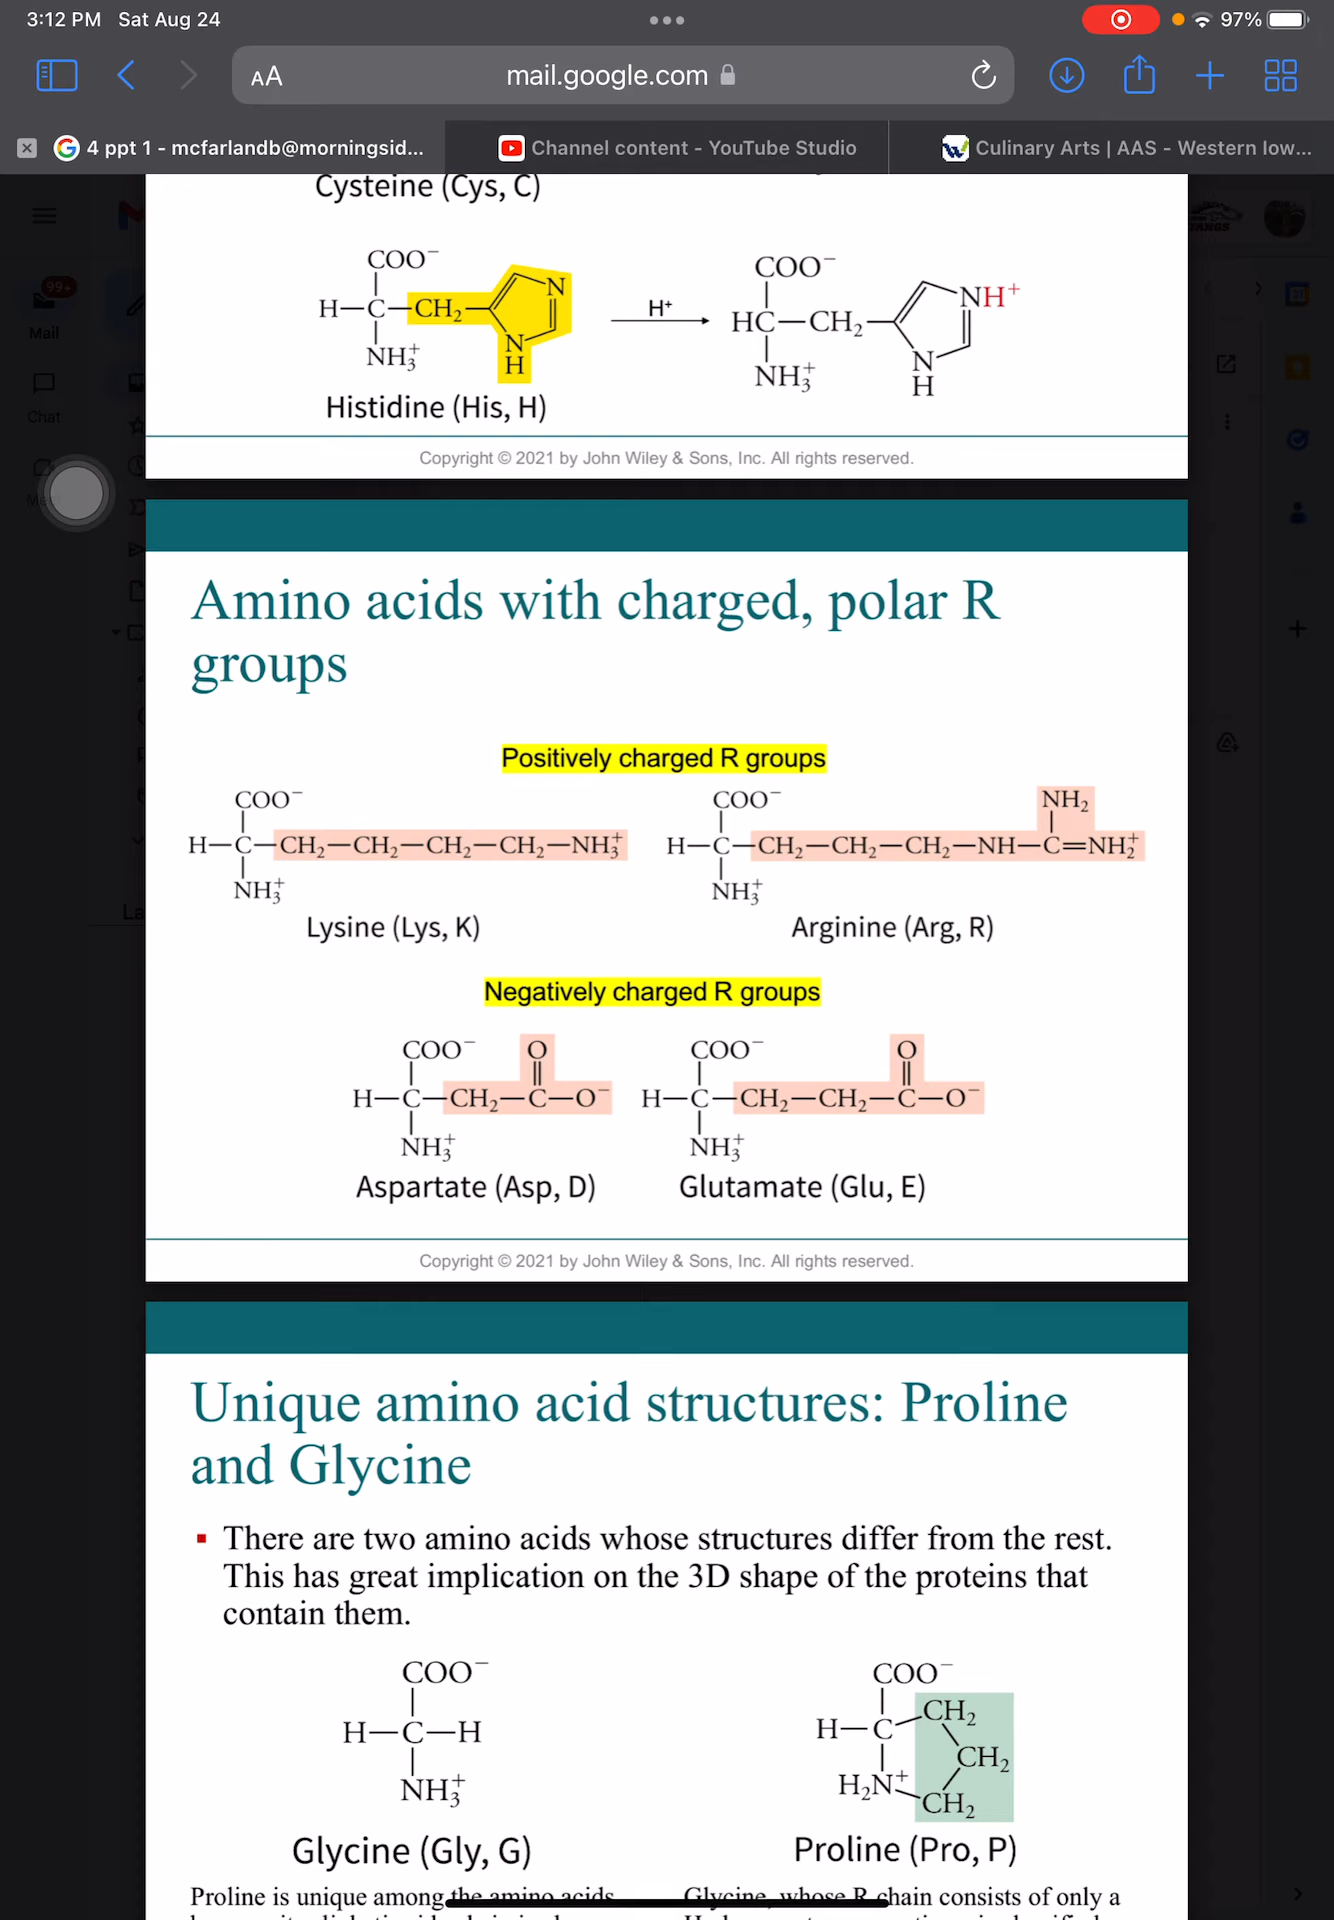 3:12 PM Sat Aug 24
97%
AA
mail.google.com
4 ppt 1 - mcfarlandb@morningsid...
Channel content - YouTube Studio
Culinary Arts | AAS - Western Iow...
99+
Mail
Chat
Cysteine (Cys, C)
COO⁻
H—C—CH₂—
N
N
H
NH₃⁺
H⁺
COO⁻
HC—CH₂—
NH⁺
N
H
NH₃⁺
Histidine (His, H)
Copyright © 2021 by John Wiley & Sons, Inc. All rights reserved.
Amino acids with charged, polar R
groups
Positively charged R groups
COO⁻
H—C—CH₂—CH₂—CH₂—CH₂—NH₃⁺
NH₃⁺
Lysine (Lys, K)
COO⁻
NH₂
H—C—CH₂—CH₂—CH₂—NH—C=NH₂⁺
NH₃⁺
Arginine (Arg, R)
Negatively charged R groups
COO⁻
O
H—C—CH₂—C—O⁻
NH₃⁺
Aspartate (Asp, D)
COO⁻
O
H—C—CH₂—CH₂—C—O⁻
NH₃⁺
Glutamate (Glu, E)
Copyright © 2021 by John Wiley & Sons, Inc. All rights reserved.
Unique amino acid structures: Proline
and Glycine
▪ There are two amino acids whose structures differ from the rest.
This has great implication on the 3D shape of the proteins that
contain them.
COO⁻
H—C—H
NH₃⁺
Glycine (Gly, G)
COO⁻
H—C
CH₂
CH₂
H₂N⁺
CH₂
Proline (Pro, P)
Proline is unique among the amino acids
Glycine, whose R chain consists of only a